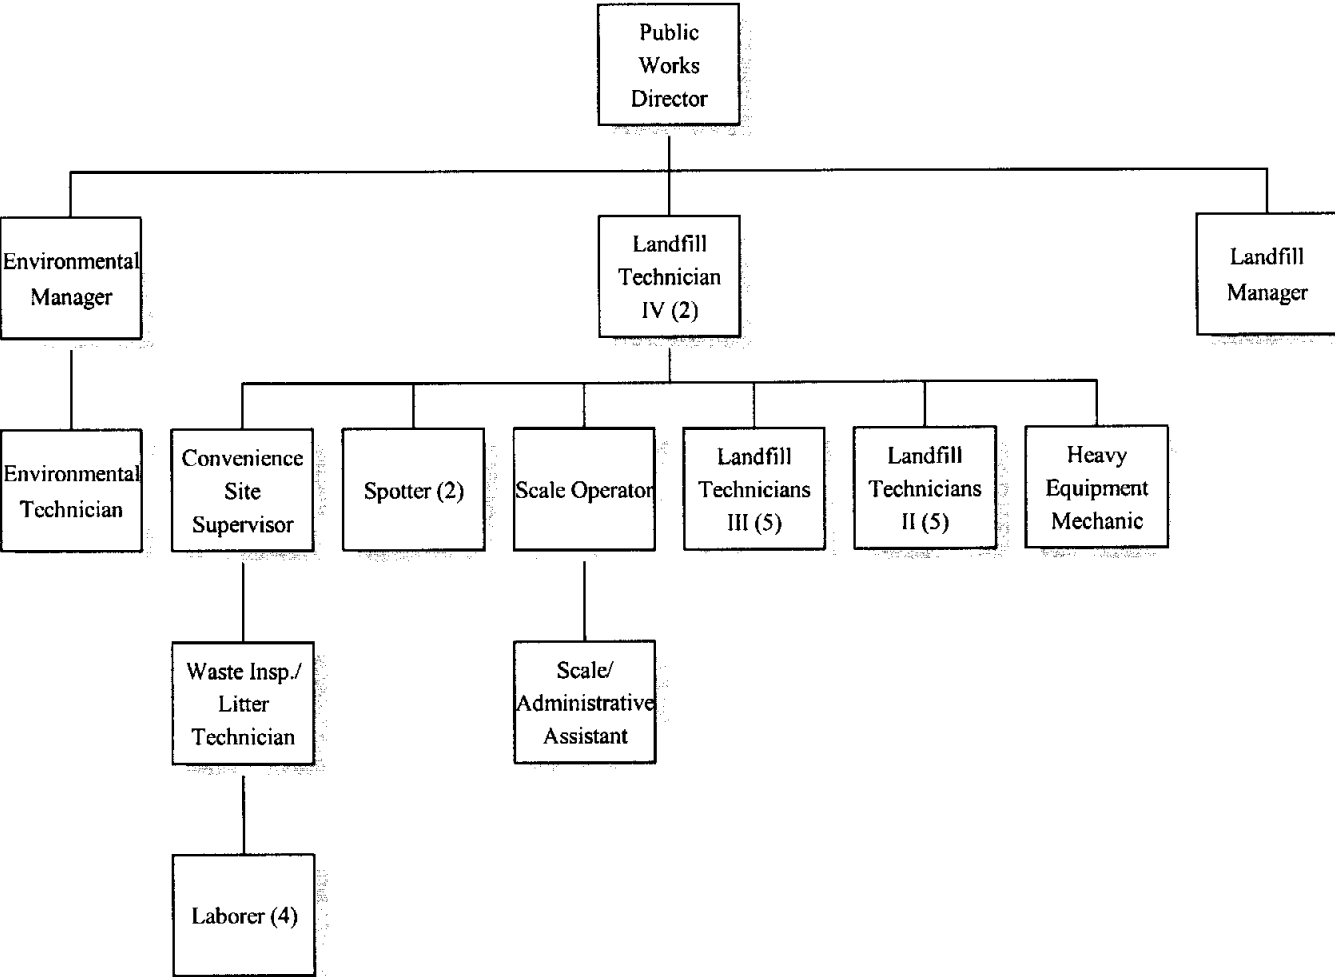 Public
Works
Director
Environmental
Manager
Landfill
Technician
IV (2)
Landfill
Manager
Environmental
Technician
Convenience
Site
Supervisor
Spotter (2)
Scale Operator
Landfill
Technicians
III (5)
Landfill
Technicians
II (5)
Heavy
Equipment
Mechanic
Waste Insp./
Litter
Technician
Scale/
Administrative
Assistant
Laborer (4)